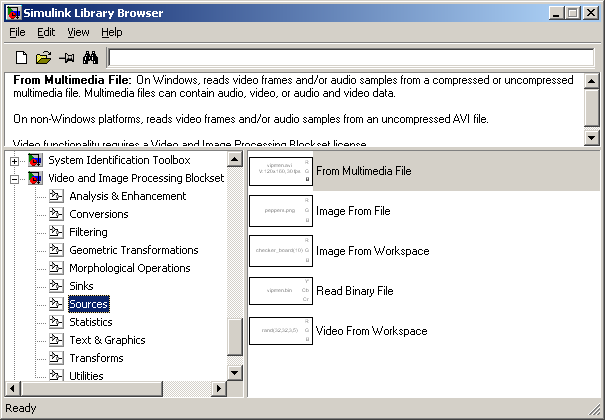 Simulink Library Browser
File Edit View Help
From Multimedia File: On Windows, reads video frames and/or audio samples from a compressed or uncompressed
multimedia file. Multimedia files can contain audio, video, or audio and video data.
On non-Windows platforms, reads video frames and/or audio samples from an uncompressed AVI file.
Video functionality requires a Video and Image Processing Blockset license.
System Identification Toolbox
Video and Image Processing Blockset
Analysis & Enhancement
Conversions
Filtering
Geometric Transformations
Morphological Operations
Sinks
Sources
Statistics
Text & Graphics
Transforms
Utilities
vipmen.avi
V: 120x160, 30 fps
R
G
B
From Multimedia File
peppers.png
R
G
B
Image From File
checker_board(10)
R
G
B
Image From Workspace
vipmen.bin
Y
Cb
Cr
Read Binary File
R
G
B
Video From Workspace
Ready